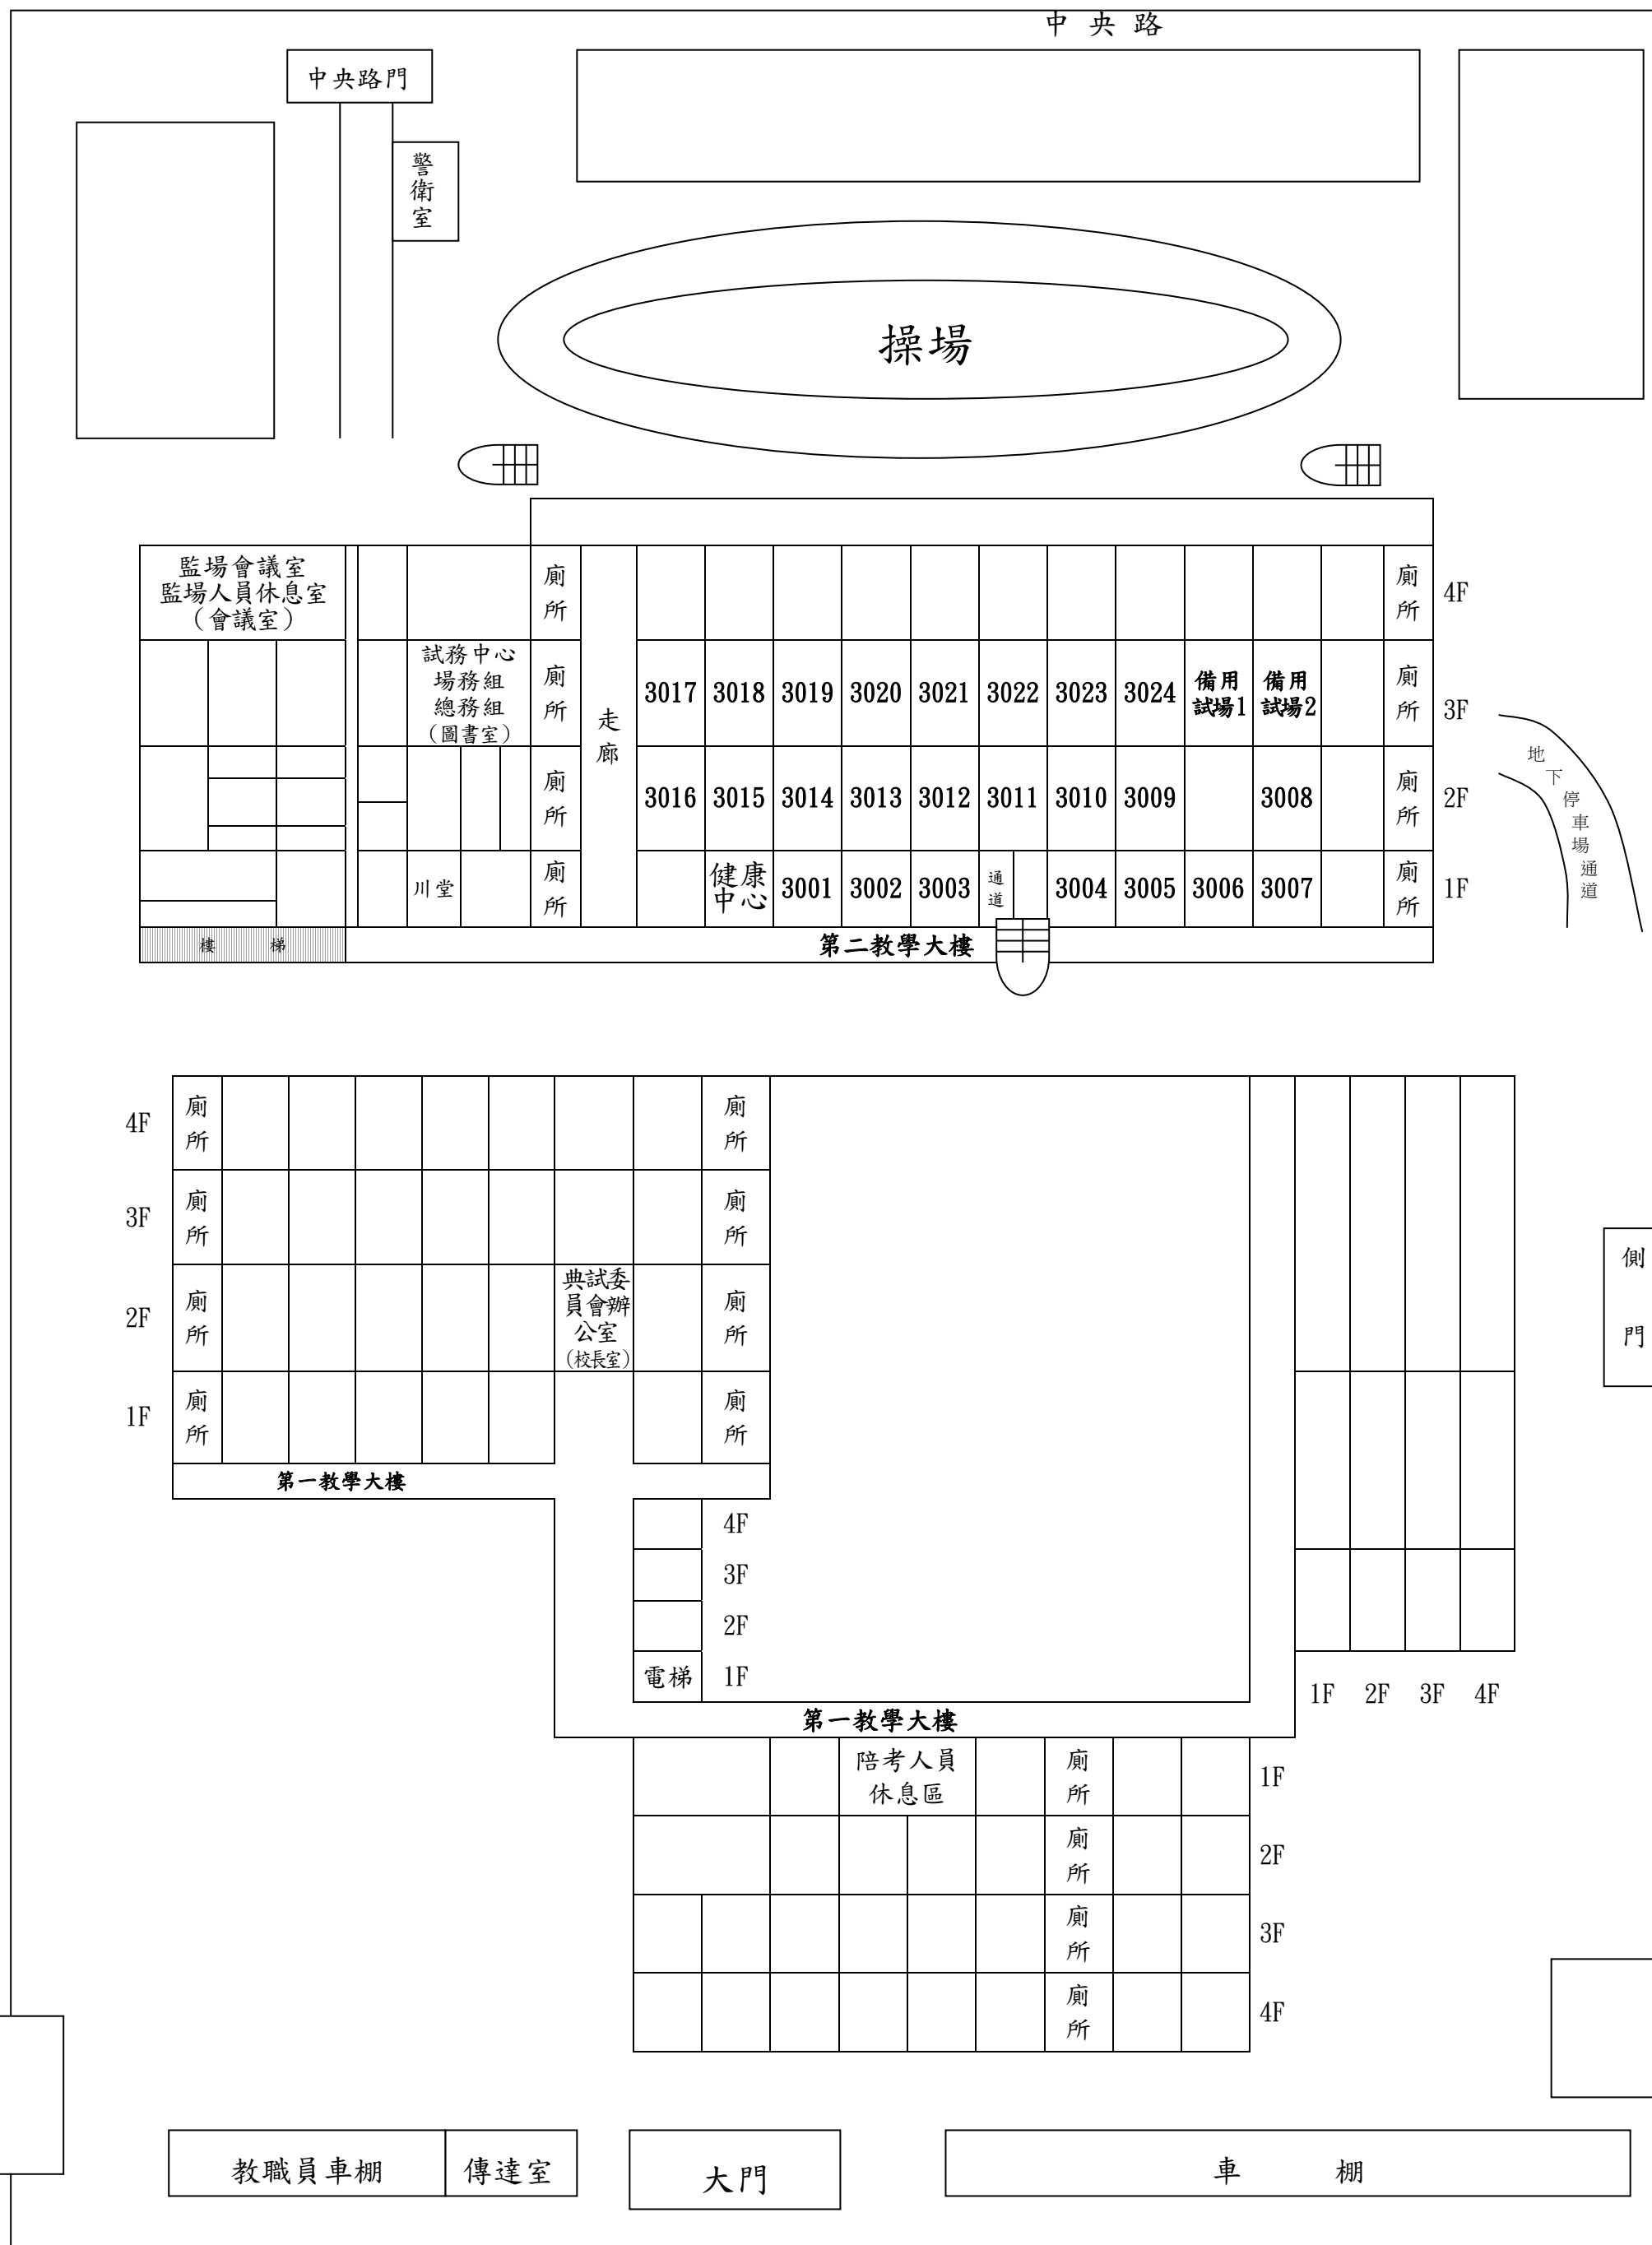 中央路
中央路門
警衛室
操場
監場會議室
監場人員休息室
(會議室)
廁所
廁所
4F
試務中心
場務組
總務組
(圖書室)
廁所
走廊
3017 3018 3019 3020 3021 3022 3023 3024
備用試場1
備用試場2
廁所
3F
地下停車場通道
廁所
3016 3015 3014 3013 3012 3011 3010 3009 3008
廁所
2F
川堂
廁所
健康中心
3001 3002 3003
通道
3004 3005 3006 3007
廁所
1F
樓梯
第二教學大樓
4F
廁所
廁所
3F
廁所
廁所
側門
2F
廁所
典試委
員會辦
公室
(校長室)
廁所
1F
廁所
廁所
第一教學大樓
4F
3F
2F
電梯
1F
1F 2F 3F 4F
第一教學大樓
陪考人員
休息區
廁所
1F
廁所
2F
廁所
3F
廁所
4F
教職員車棚
傳達室
大門
車棚